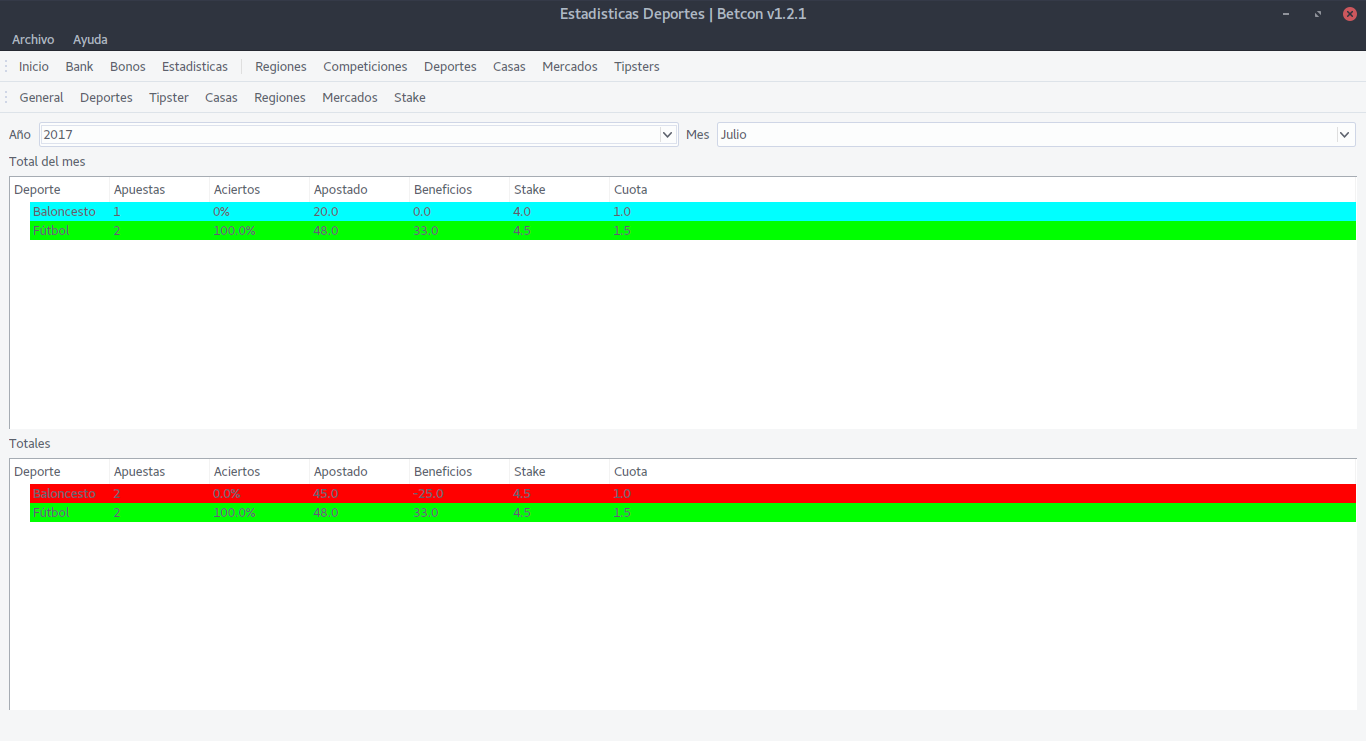 Estadisticas Deportes | Betcon v1.2.1
Archivo Ayuda
Inicio Bank Bonos Estadisticas Regiones Competiciones Deportes Casas Mercados Tipsters
General Deportes Tipster Casas Regiones Mercados Stake
Año 2017 Mes Julio
Total del mes
Deporte Apuestas Aciertos Apostado Beneficios Stake Cuota
Baloncesto 1 0% 20.0 0.0 4.0 1.0
Fútbol 2 100.0% 48.0 33.0 4.5 1.5
Totales
Deporte Apuestas Aciertos Apostado Beneficios Stake Cuota
Baloncesto 2 0.0% 45.0 -25.0 4.5 1.0
Fútbol 2 100.0% 48.0 33.0 4.5 1.5